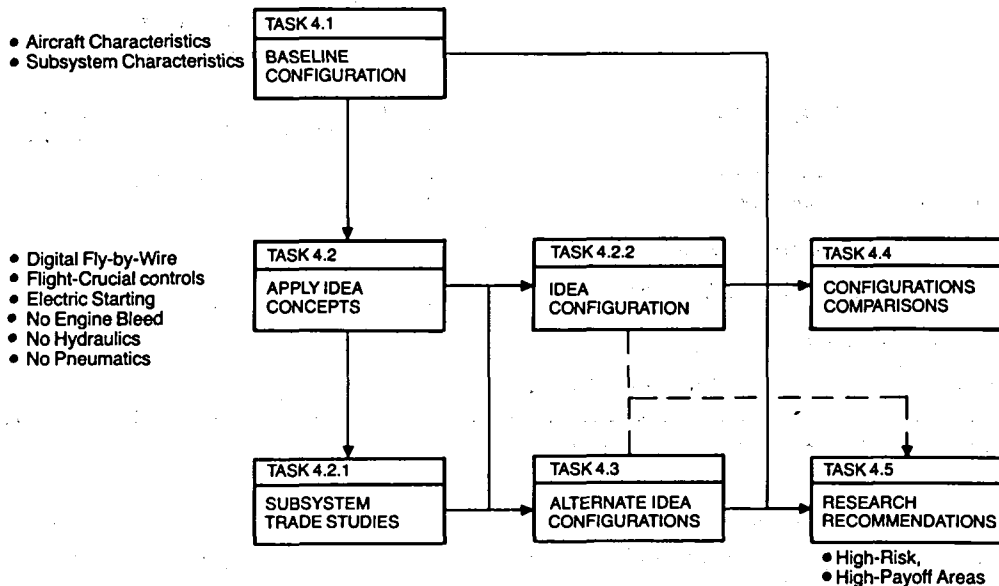 TASK 4.1
BASELINE
CONFIGURATION
• Aircraft Characteristics
• Subsystem Characteristics
• Digital Fly-by-Wire
• Flight-Crucial controls
• Electric Starting
• No Engine Bleed
• No Hydraulics
• No Pneumatics
TASK 4.2
APPLY IDEA
CONCEPTS
TASK 4.2.2
IDEA
CONFIGURATION
TASK 4.4
CONFIGURATIONS
COMPARISONS
TASK 4.2.1
SUBSYSTEM
TRADE STUDIES
TASK 4.3
ALTERNATE IDEA
CONFIGURATIONS
TASK 4.5
RESEARCH
RECOMMENDATIONS
• High-Risk,
• High-Payoff Areas